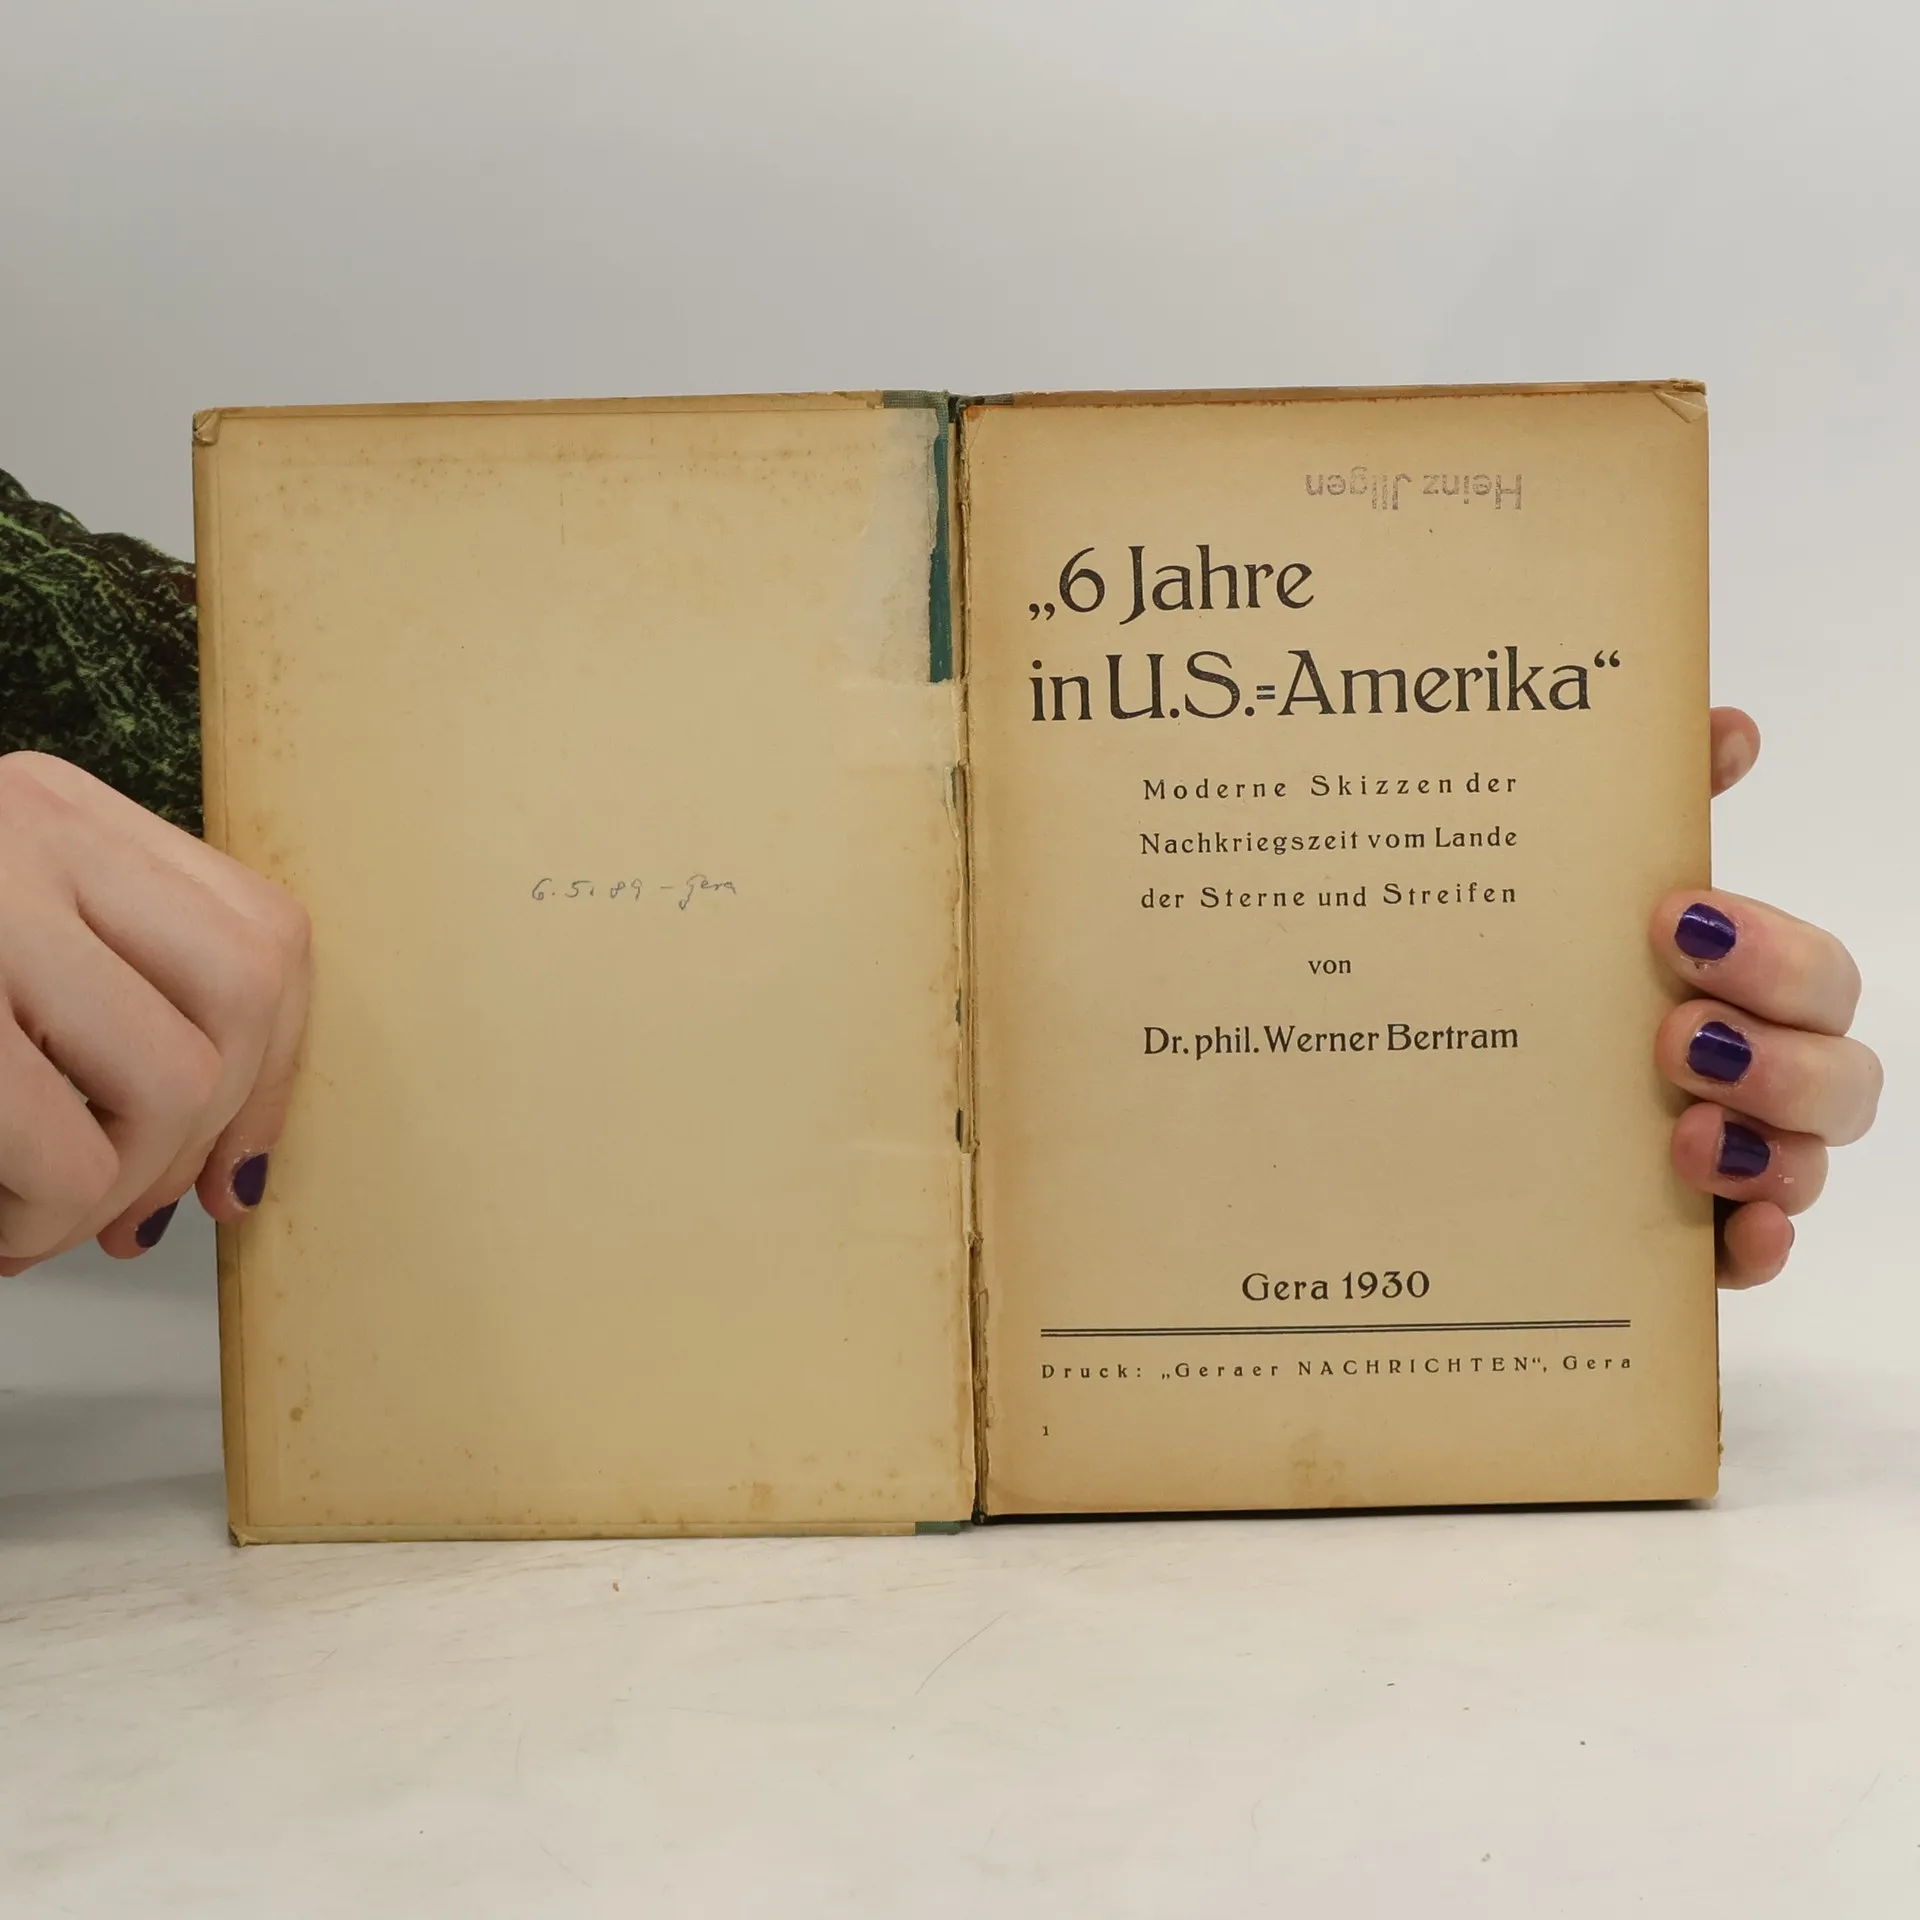 6.5.89 – Gera
Heinz Jllgen
„6 Jahre
in U.S.=Amerika“
Moderne Skizzen der
Nachkriegszeit vom Lande
der Sterne und Streifen
von
Dr. phil. Werner Bertram
Gera 1930
Druck: „Geraer NACHRICHTEN“, Gera
1